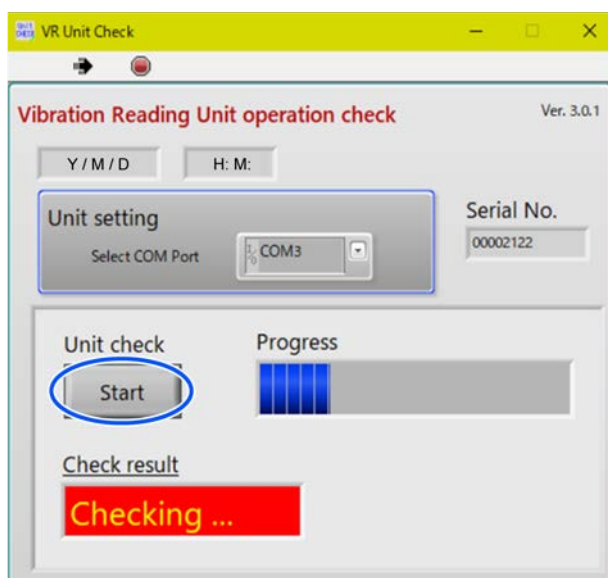 VR Unit Check
Vibration Reading Unit operation check
Ver. 3.0.1
Y / M / D
H: M:
Unit setting
Serial No.
Select COM Port
COM3
00002122
Unit check
Progress
Start
Check result
Checking ...